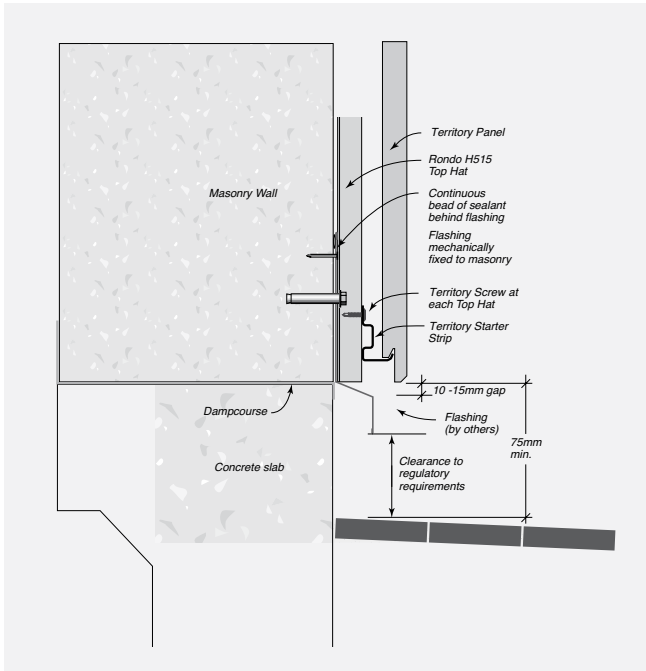 Territory Panel
Rondo H515
Top Hat
Masonry Wall
Continuous
bead of sealant
behind flashing
Flashing
mechanically
fixed to masonry
Territory Screw at
each Top Hat
Territory Starter
Strip
10 -15mm gap
Dampcourse
Flashing
(by others)
75mm
min.
Concrete slab
Clearance to
regulatory
requirements